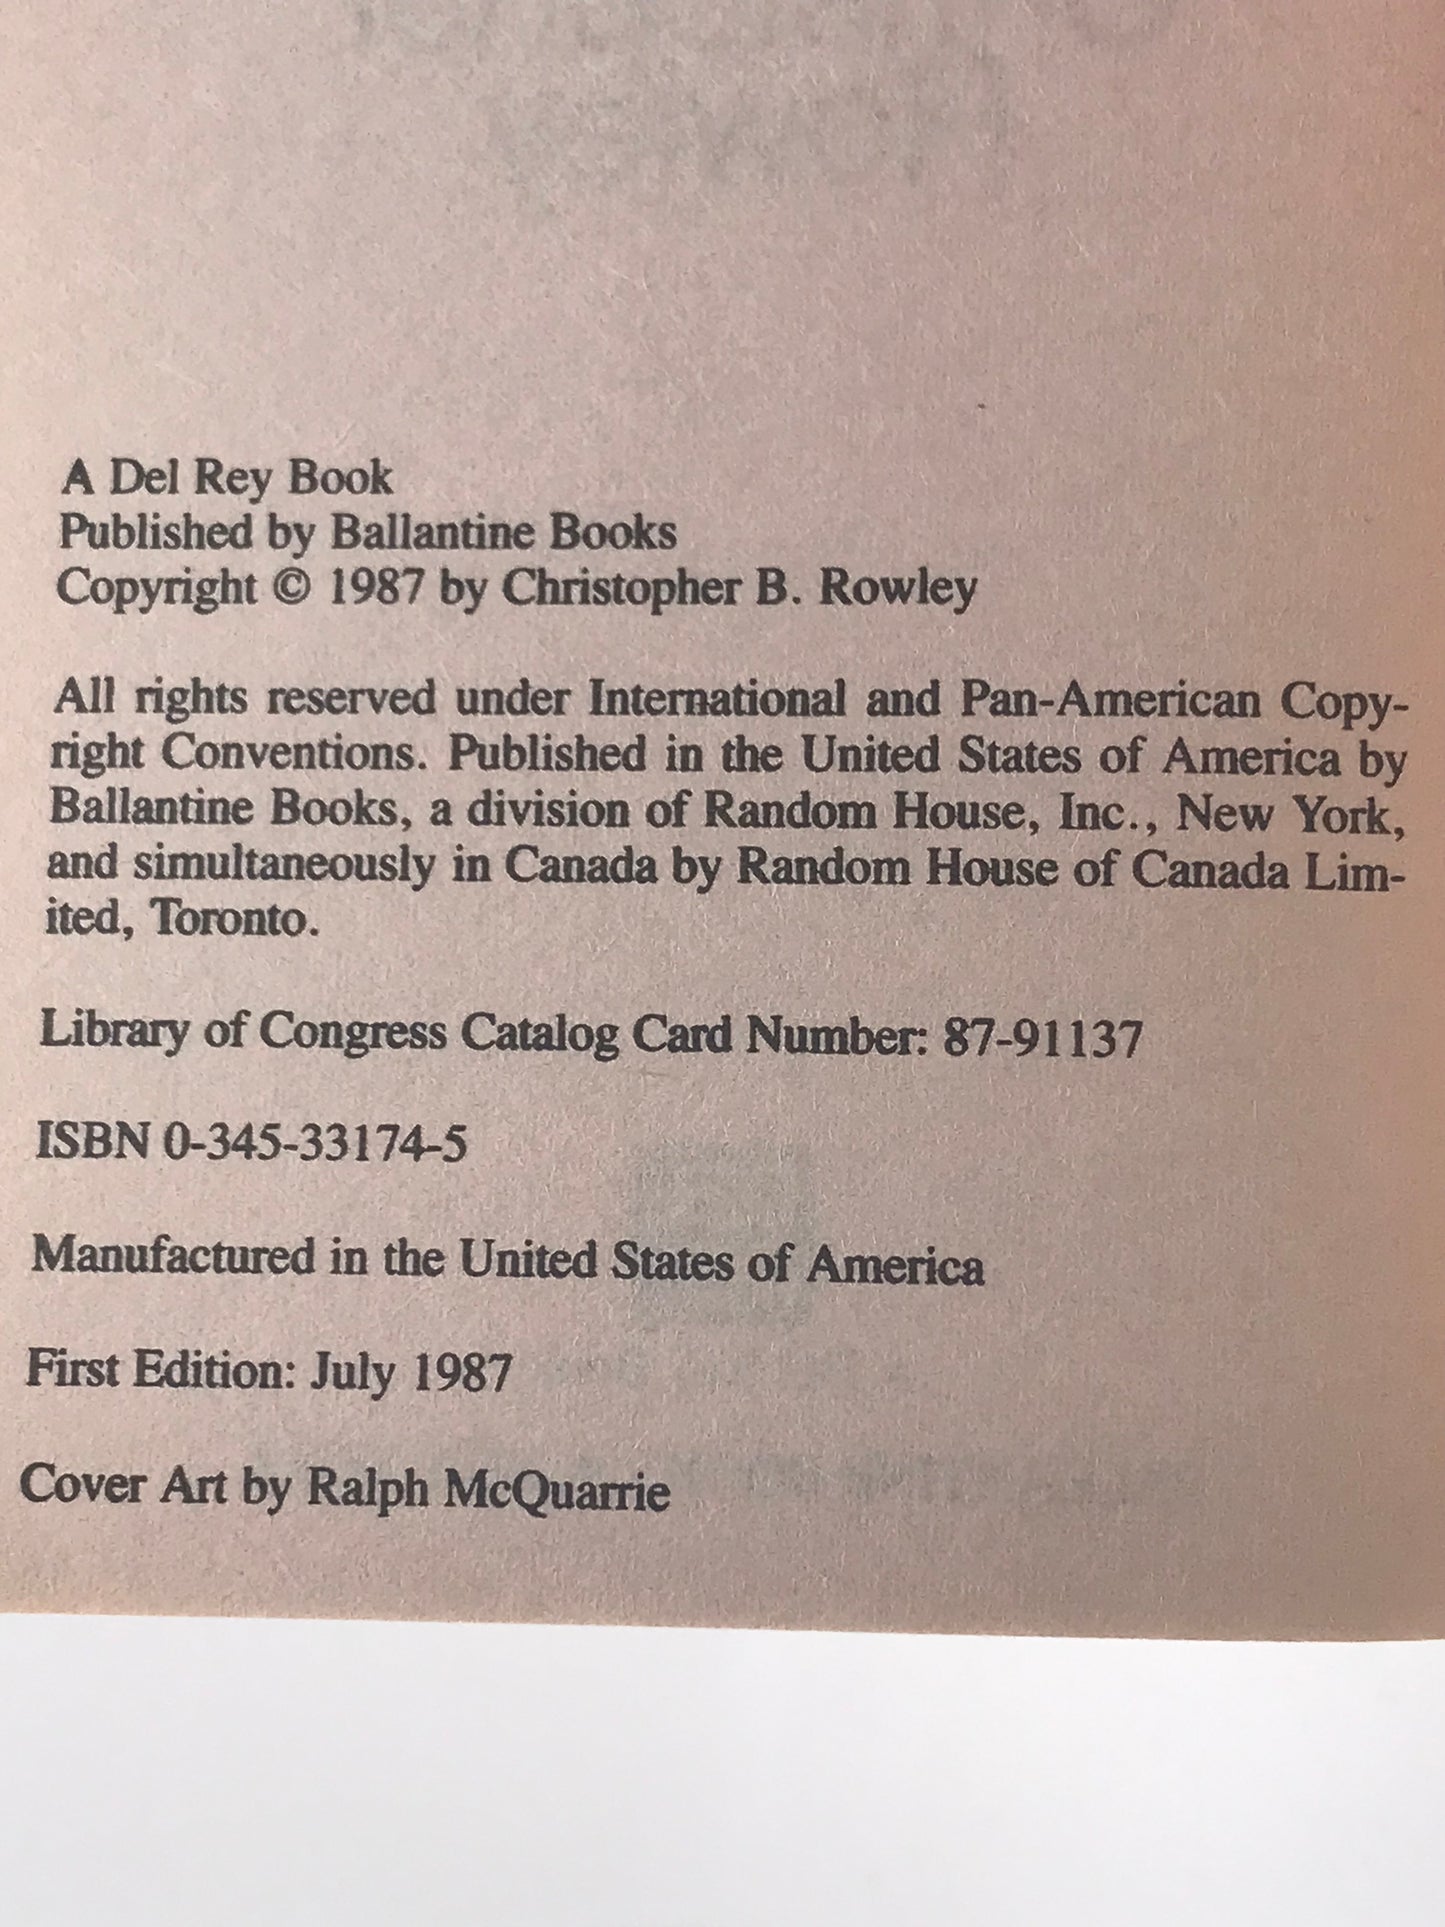 A Del Rey Book
Published by Ballantine Books
Copyright © 1987 by Christopher B. Rowley
All rights reserved under International and Pan-American Copy-
right Conventions. Published in the United States of America by
Ballantine Books, a division of Random House, Inc., New York,
and simultaneously in Canada by Random House of Canada Lim-
ited, Toronto.
Library of Congress Catalog Card Number: 87-91137
ISBN 0-345-33174-5
Manufactured in the United States of America
First Edition: July 1987
Cover Art by Ralph McQuarrie